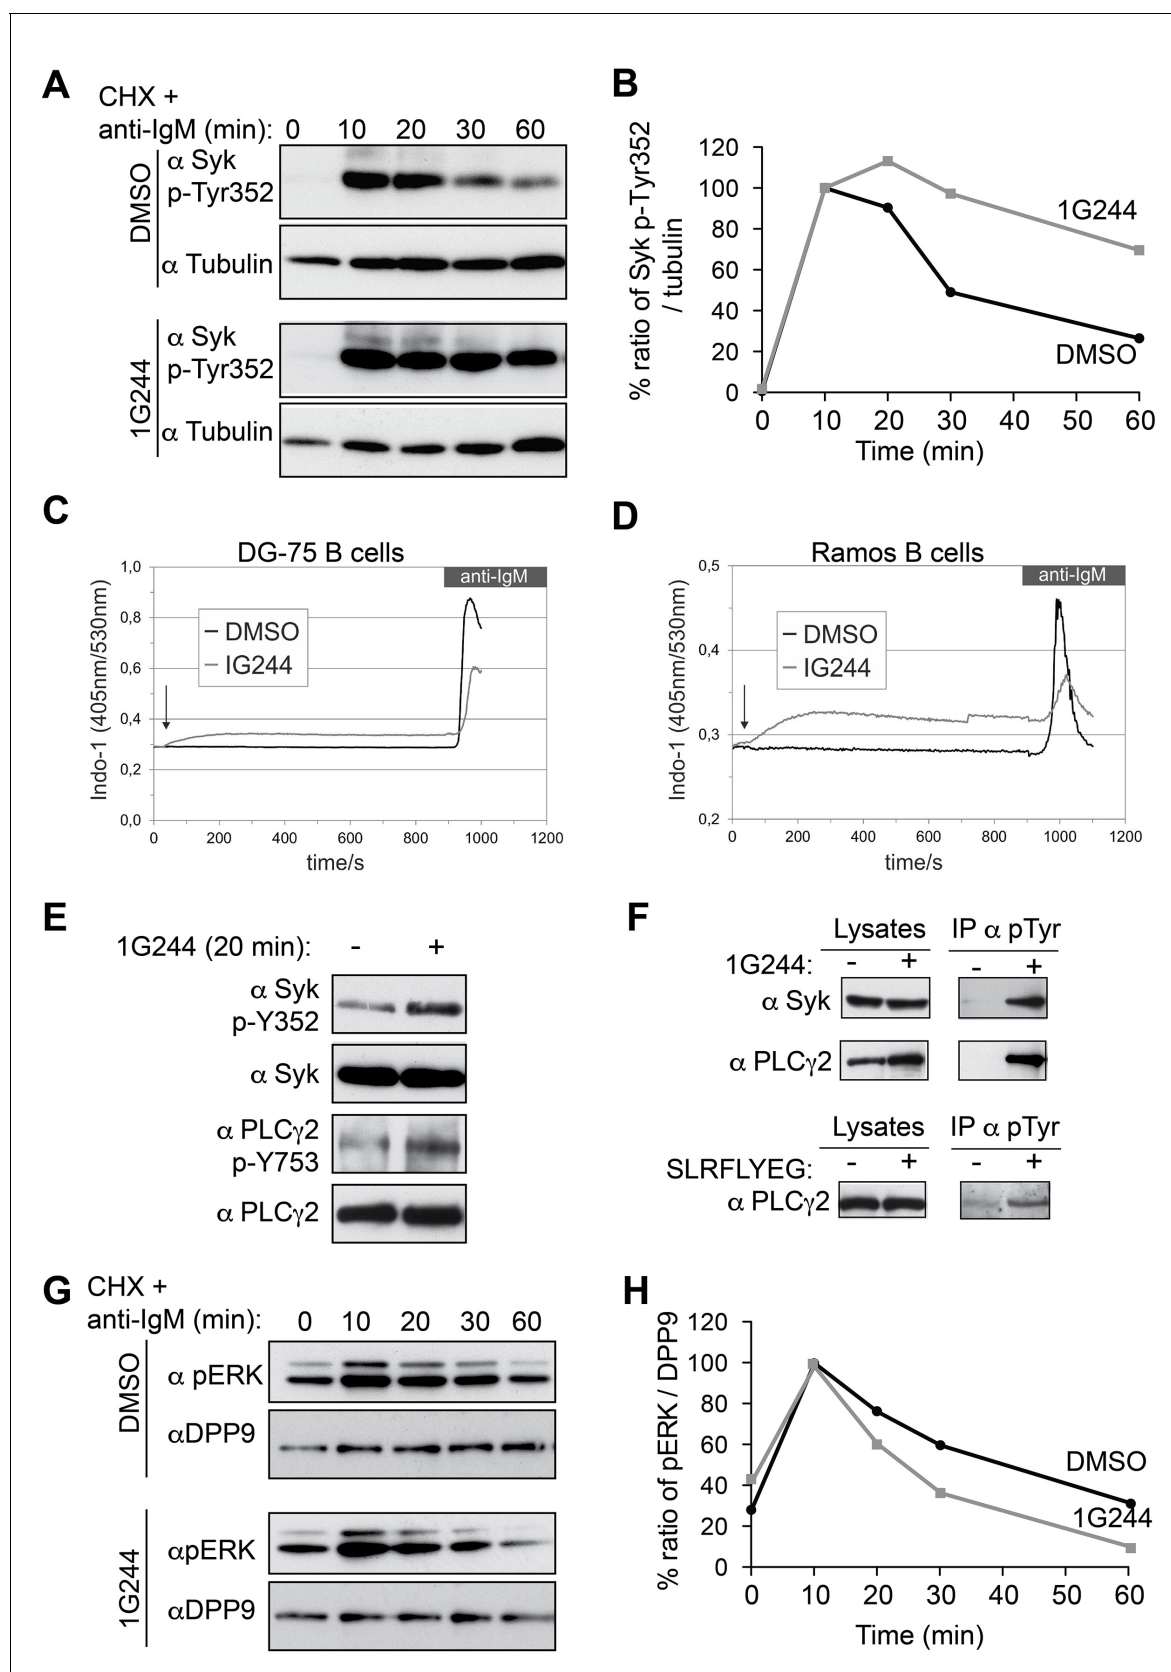 A
CHX +
anti-IgM (min): 0 10 20 30 60
DMSO
α Syk
p-Tyr352
α Tubulin
1G244
α Syk
p-Tyr352
α Tubulin
B
% ratio of Syk p-Tyr352
/ tubulin
120
100
80
60
40
20
0
1G244
DMSO
0 10 20 30 40 50 60
Time (min)
C
DG-75 B cells
Indo-1 (405nm/530nm)
1,0
0,8
0,6
0,4
0,2
0,0
anti-IgM
DMSO
IG244
0 200 400 600 800 1000 1200
time/s
D
Ramos B cells
Indo-1 (405nm/530nm)
0,5
0,4
0,3
0,2
anti-IgM
DMSO
IG244
0 200 400 600 800 1000 1200
time/s
E
1G244 (20 min): - +
α Syk
p-Y352
α Syk
α PLCγ2
p-Y753
α PLCγ2
F
Lysates IP α pTyr
1G244: - + - +
α Syk
α PLCγ2
Lysates IP α pTyr
SLRFLYEG: - + - +
α PLCγ2
G
CHX +
anti-IgM (min): 0 10 20 30 60
DMSO
α pERK
αDPP9
1G244
αpERK
αDPP9
H
% ratio of pERK / DPP9
120
100
80
60
40
20
0
DMSO
1G244
0 10 20 30 40 50 60
Time (min)